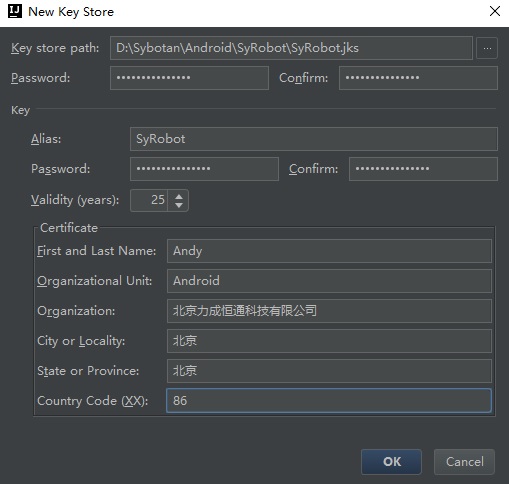 New Key Store
Key store path: D:\Sybotan\Android\SyRobot\SyRobot.jks ...
Password: ••••••••••••••• Confirm: •••••••••••••••
Key
Alias: SyRobot
Password: ••••••••••••••• Confirm: •••••••••••••••
Validity (years): 25
Certificate
First and Last Name: Andy
Organizational Unit: Android
Organization: 北京力成恒通科技有限公司
City or Locality: 北京
State or Province: 北京
Country Code (XX): 86
OK Cancel